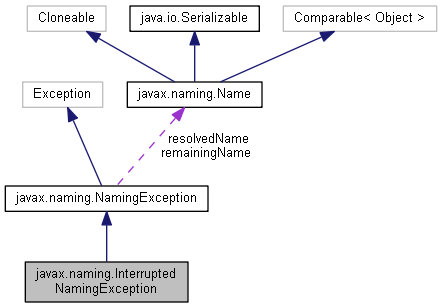 Cloneable
java.io.Serializable
Comparable< Object >
Exception
javax.naming.Name
resolvedName
remainingName
javax.naming.NamingException
javax.naming.Interrupted
NamingException